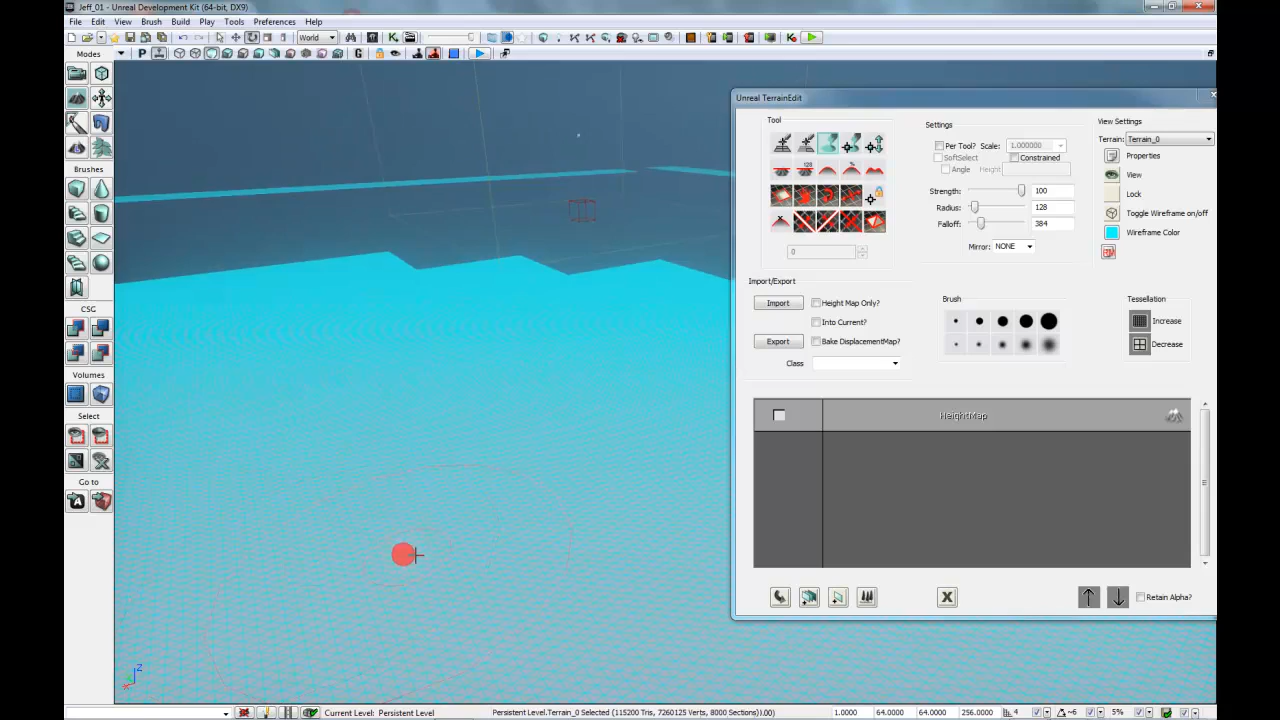 Jeff_01 - Unreal Development Kit (64-bit, DX9)
File Edit View Brush Build Play Tools Preferences Help
World
P G
Modes
Brushes
CSG
Volumes
Select
Go to
Unreal TerrainEdit
Tool
Settings
View Settings
Per Tool? Scale: 1.000000
SoftSelect Constrained
Angle Height
Strength: 100
Radius: 128
Falloff: 384
Mirror: NONE
Terrain: Terrain_0
Properties
View
Lock
Toggle Wireframe on/off
Wireframe Color
0
Import/Export
Import Height Map Only?
Into Current?
Export Bake DisplacementMap?
Class
Brush
Tessellation
Increase
Decrease
HeightMap
X
Retain Alpha?
Z
Current Level: Persistent Level
Persistent Level.Terrain_0 Selected (115200 Tris, 7260125 Verts, 8000 Sections)
1.0000 64.0000 64.0000 256.0000 4 ~6 5%